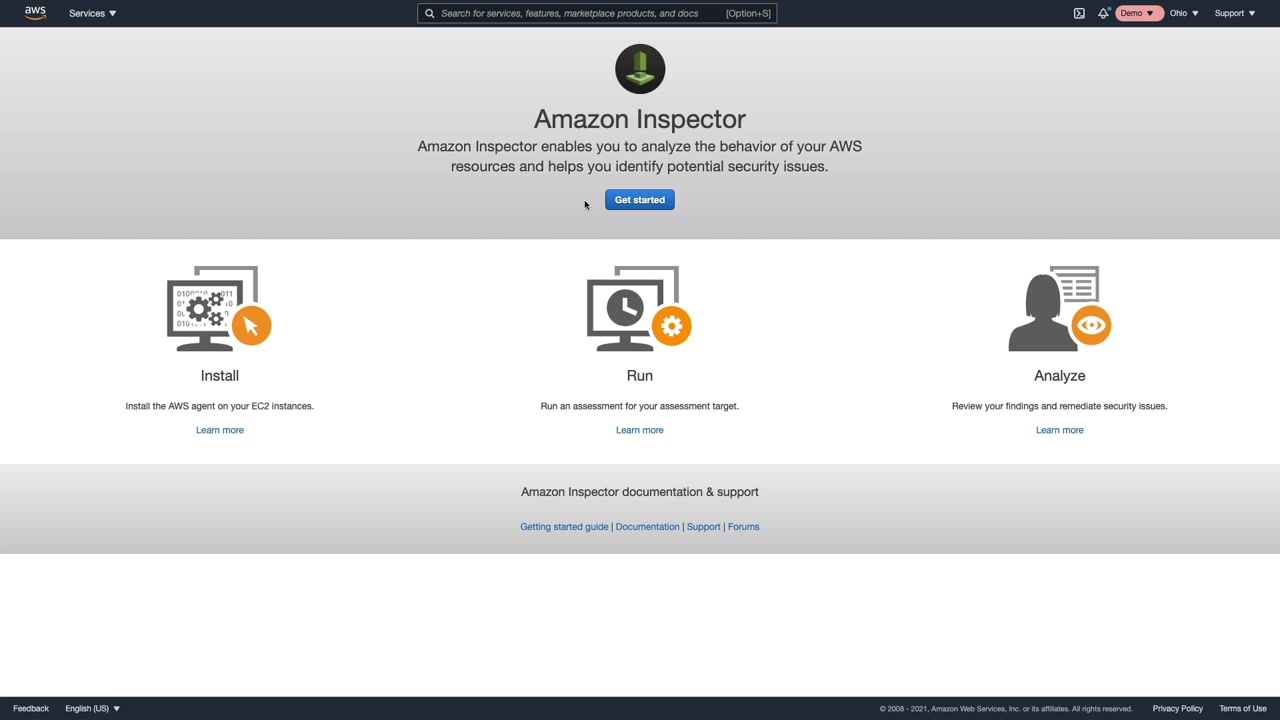 aws
Services
Search for services, features, marketplace products, and docs
[Option+S]
Demo
Ohio
Support
Amazon Inspector
Amazon Inspector enables you to analyze the behavior of your AWS
resources and helps you identify potential security issues.
Get started
Install
Install the AWS agent on your EC2 instances.
Learn more
Run
Run an assessment for your assessment target.
Learn more
Analyze
Review your findings and remediate security issues.
Learn more
Amazon Inspector documentation & support
Getting started guide | Documentation | Support | Forums
Feedback
English (US)
© 2008 - 2021, Amazon Web Services, Inc. or its affiliates. All rights reserved.
Privacy Policy
Terms of Use